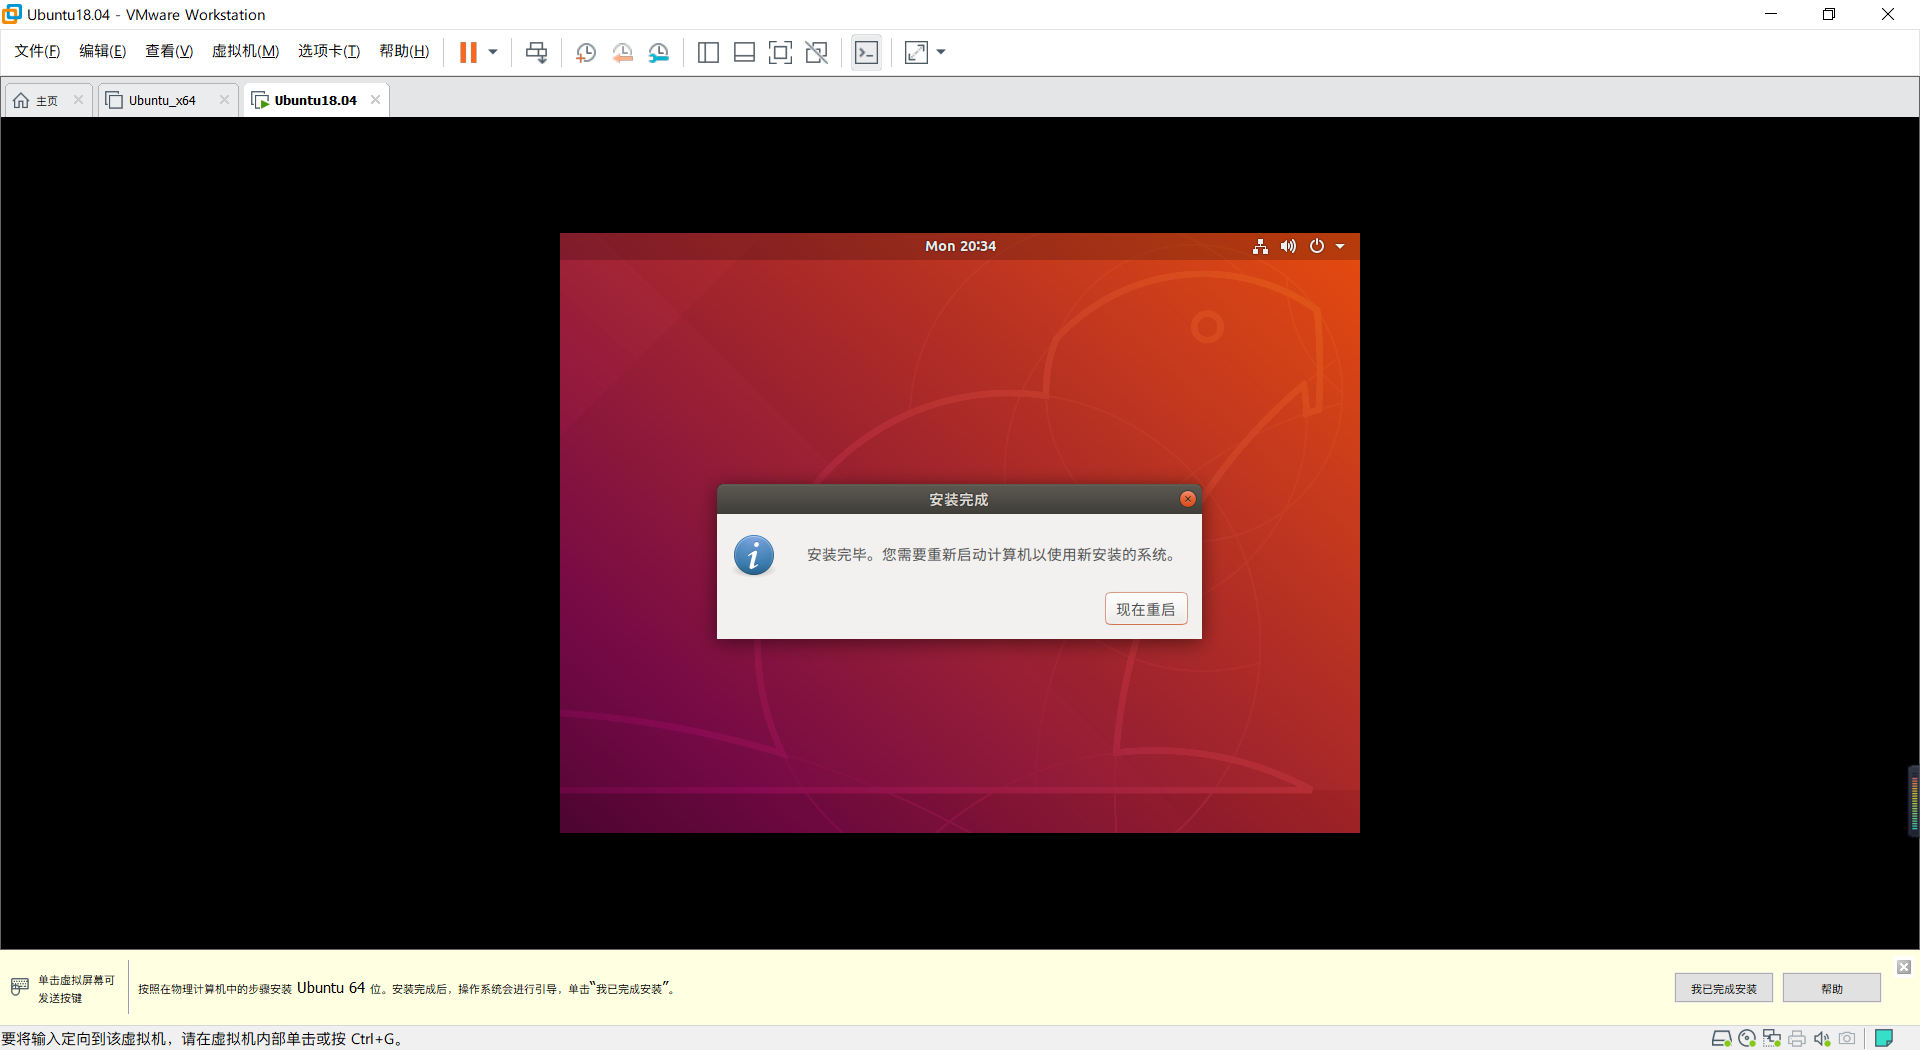 Ubuntu18.04 - VMware Workstation
文件(F) 编辑(E) 查看(V) 虚拟机(M) 选项卡(T) 帮助(H)
主页 Ubuntu_x64 Ubuntu18.04
Mon 20:34
安装完成
安装完毕。您需要重新启动计算机以使用新安装的系统。
现在重启
单击虚拟屏幕可
发送按键
按照在物理计算机中的步骤安装 Ubuntu 64 位。安装完成后，操作系统会进行引导，单击“我已完成安装”。
我已完成安装 帮助
要将输入定向到该虚拟机，请在虚拟机内部单击或按 Ctrl+G。